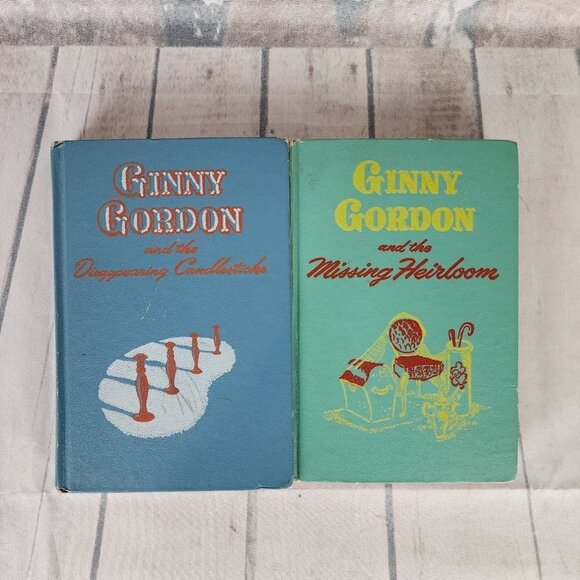 GINNY
GORDON
and the
Disappearing Candlesticks
GINNY
GORDON
and the
Missing Heirloom